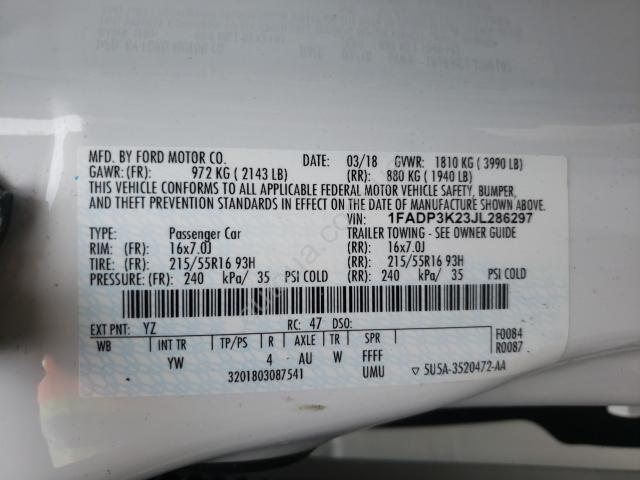 MFD. BY FORD MOTOR CO. DATE: 03/18 GVWR: 1810 KG ( 3990 LB)
GAWR: (FR): 972 KG ( 2143 LB) (RR): 880 KG ( 1940 LB)
THIS VEHICLE CONFORMS TO ALL APPLICABLE FEDERAL MOTOR VEHICLE SAFETY, BUMPER,
AND THEFT PREVENTION STANDARDS IN EFFECT ON THE DATE OF MANUFACTURE SHOWN ABOVE.
VIN: 1FADP3K23JL286297
TYPE: Passenger Car TRAILER TOWING - SEE OWNER GUIDE
RIM: (FR): 16x7.0J (RR): 16x7.0J
TIRE: (FR): 215/55R16 93H (RR): 215/55R16 93H
PRESSURE: (FR): 240 kPa/ 35 PSI COLD (RR): 240 kPa/ 35 PSI COLD
EXT PNT: YZ RC: 47 DSO:
WB INT TR TP/PS R AXLE TR SPR F0084
YW 4 AU W FFFF R0087
3201803087541 UMU 5U5A-3520472-AA